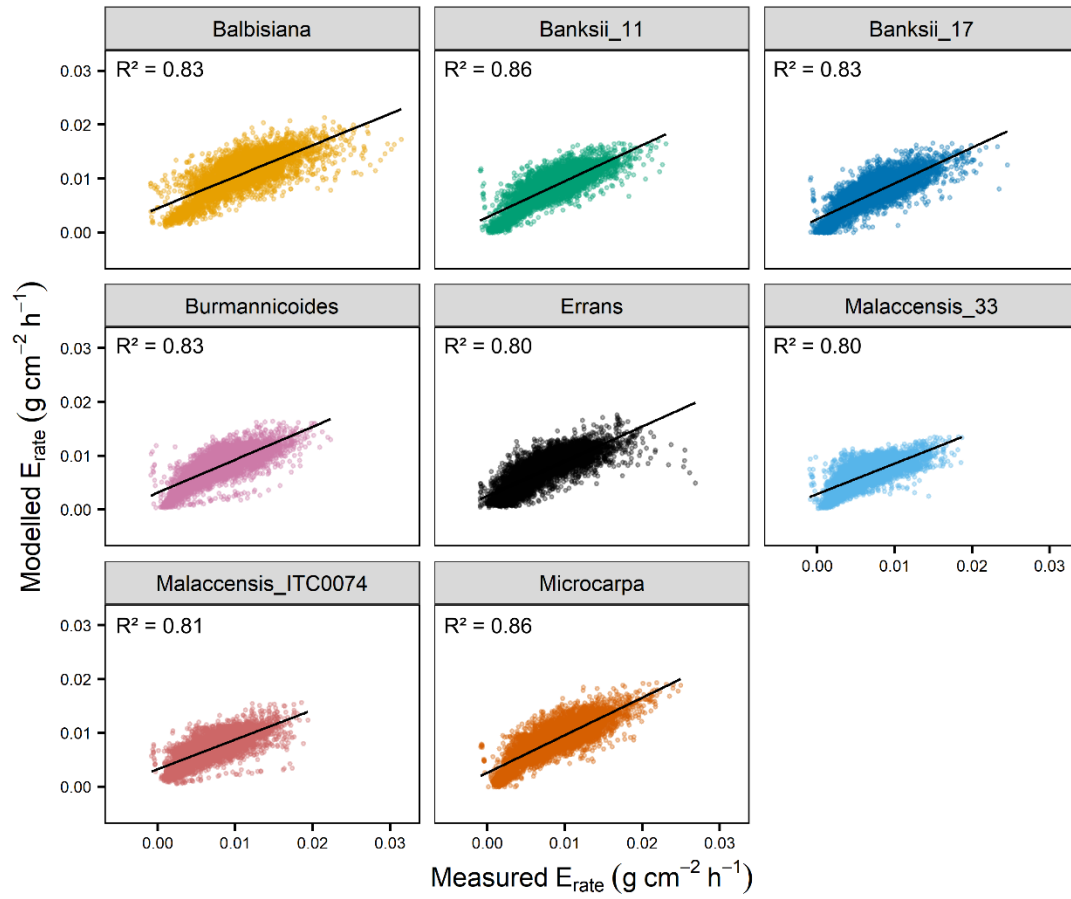 Balbisiana
Banksii_11
Banksii_17
R² = 0.83
R² = 0.86
R² = 0.83
0.03
0.02
0.01
0.00
Burmannicoides
Errans
Malaccensis_33
R² = 0.83
R² = 0.80
R² = 0.80
0.03
0.02
0.01
0.00
0.00 0.01 0.02 0.03
Malaccensis_ITC0074
Microcarpa
R² = 0.81
R² = 0.86
0.03
0.02
0.01
0.00
0.00 0.01 0.02 0.03
0.00 0.01 0.02 0.03
Modelled E_rate (g cm⁻² h⁻¹)
Measured E_rate (g cm⁻² h⁻¹)